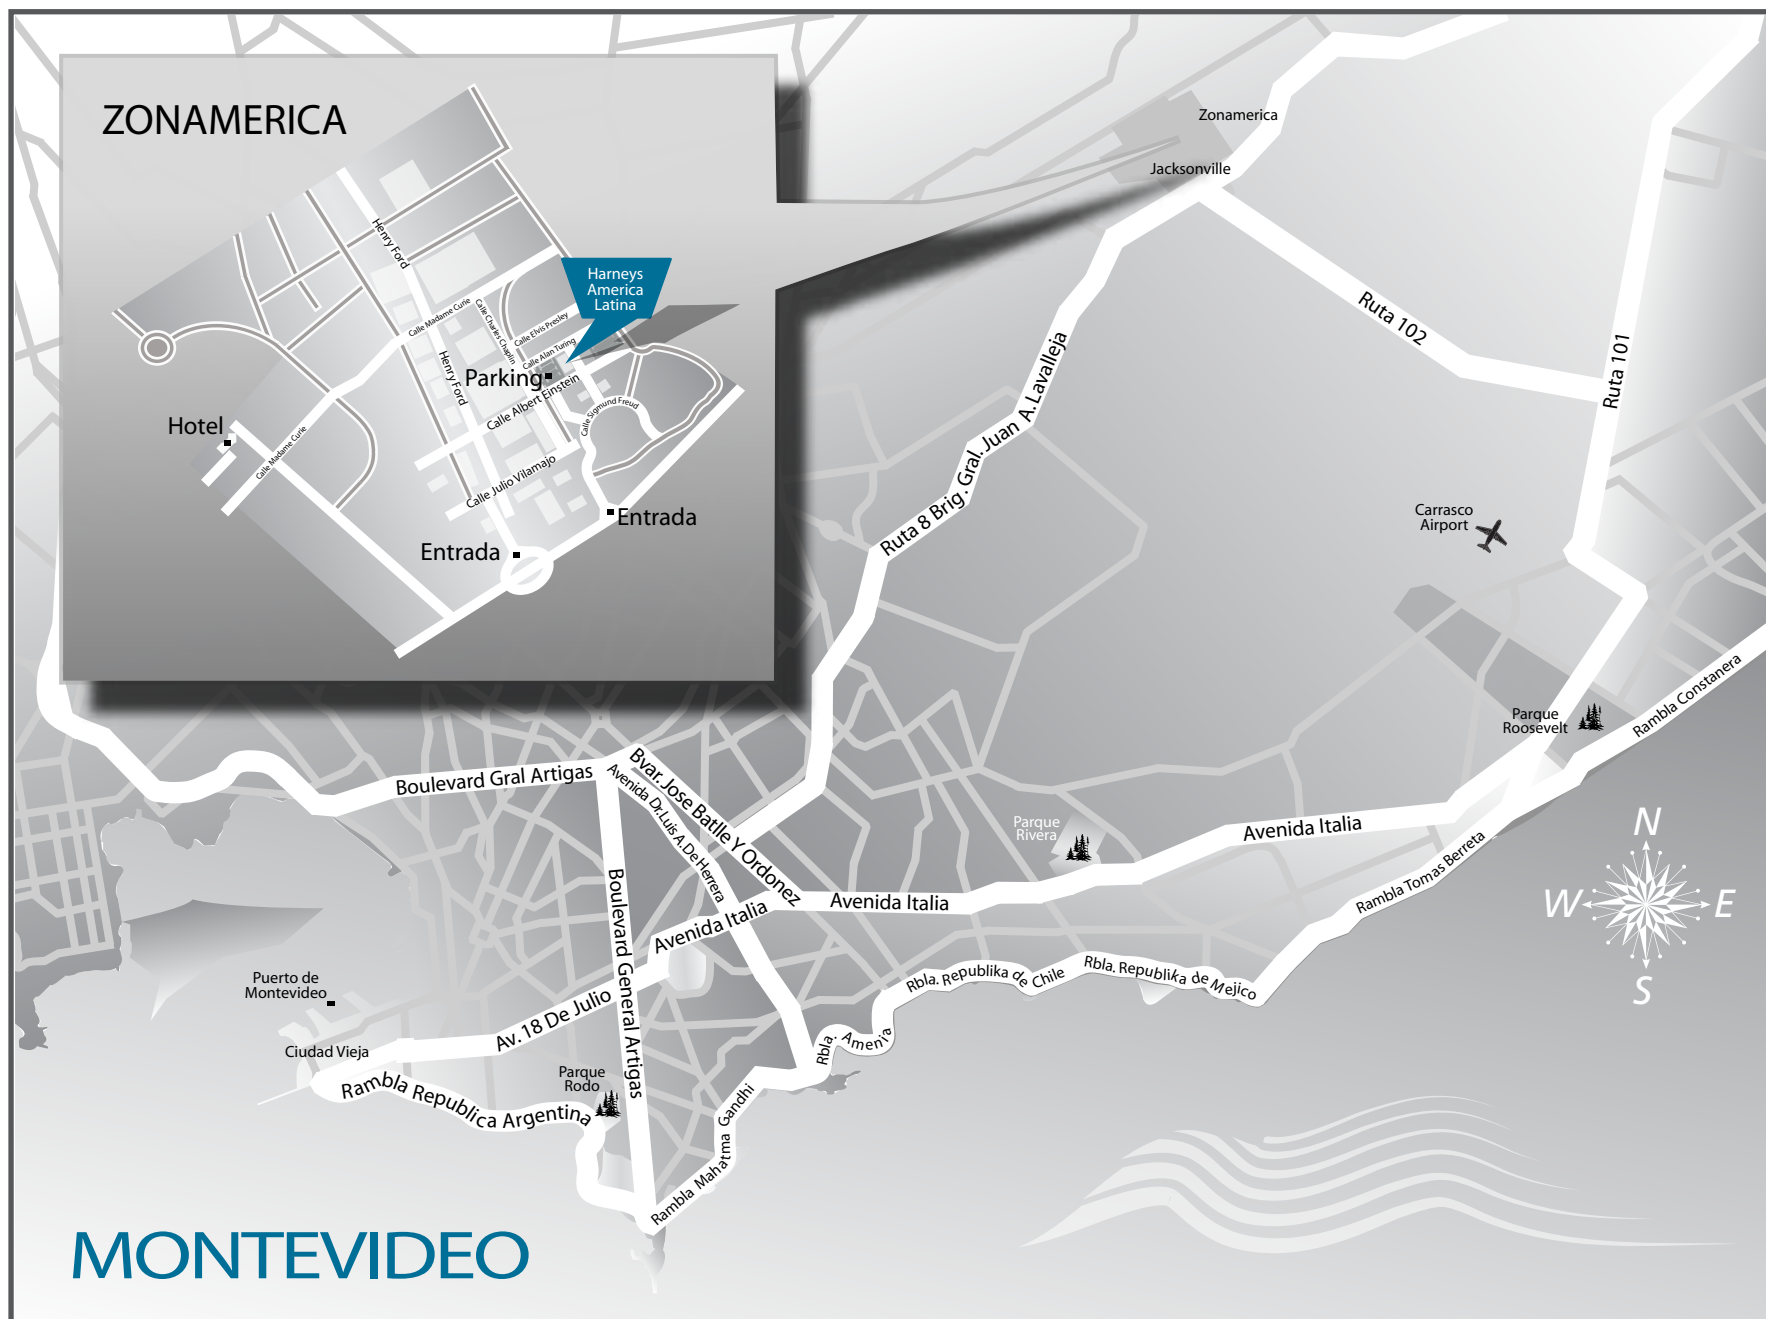 ZONAMERICA
Henry Ford
Harneys
America
Latina
Calle Madame Curie
Calle Charles Chaplin
Calle Elvis Presley
Calle Alan Turing
Henry Ford
Parking
Calle Albert Einstein
Calle Sigmund Freud
Hotel
Calle Madame Curie
Calle Julio Vilamajo
Entrada
Entrada
Zonamerica
Jacksonville
Ruta 102
Ruta 101
Ruta 8 Brig. Gral. Juan A. Lavalleja
Carrasco
Airport
Parque
Roosevelt
Rambla Constanera
Boulevard Gral Artigas
Bvar. Jose Batlle Y Ordonez
Avenida Dr.Luis A.De Herrera
Parque
Rivera
Avenida Italia
Avenida Italia
Avenida Italia
Rambla Tomas Berreta
Boulevard General Artigas
Puerto de
Montevideo
Av. 18 De Julio
Rbla. Republika de Chile
Rbla. Republika de Mejico
Rbla. Amenia
Ciudad Vieja
Rambla Republica Argentina
Parque
Rodo
Rambla Mahatma Gandhi
N
W
E
S
MONTEVIDEO